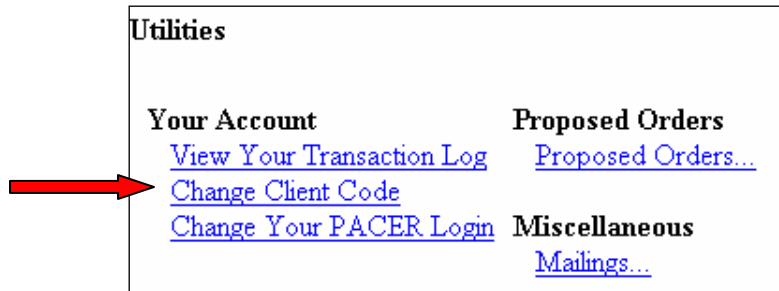 Utilities
Your Account
View Your Transaction Log
Change Client Code
Change Your PACER Login
Proposed Orders
Proposed Orders...
Miscellaneous
Mailings...